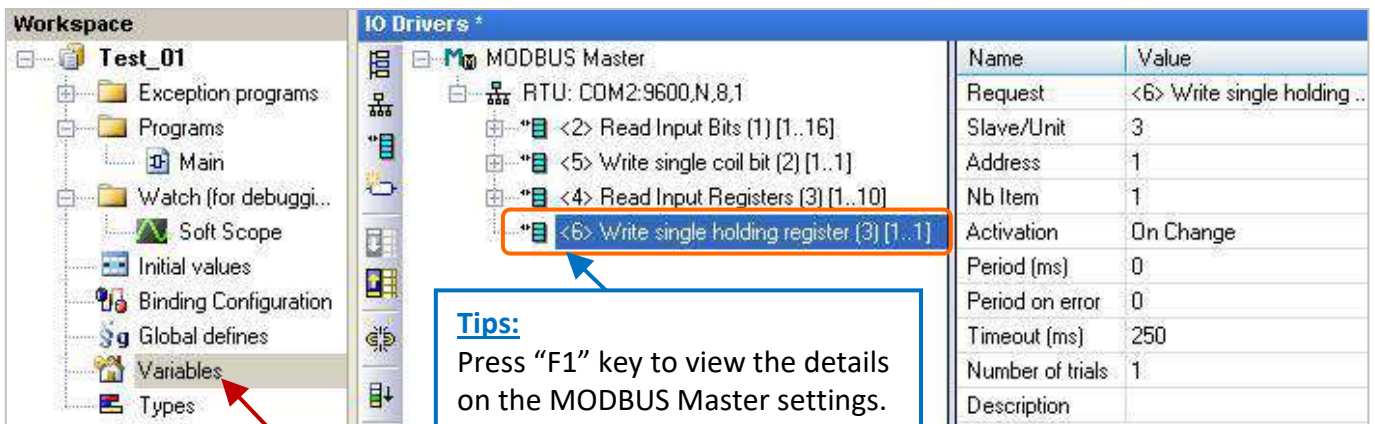 Workspace
Test_01
Exception programs
Programs
Main
Watch (for debuggi...
Soft Scope
Initial values
Binding Configuration
Global defines
Variables
Types
IO Drivers *
MODBUS Master
RTU: COM2:9600,N,8,1
<2> Read Input Bits (1) [1..16]
<5> Write single coil bit (2) [1..1]
<4> Read Input Registers (3) [1..10]
<6> Write single holding register (3) [1..1]
Tips:
Press “F1” key to view the details
on the MODBUS Master settings.
Name Value
Request <6> Write single holding ..
Slave/Unit 3
Address 1
Nb Item 1
Activation On Change
Period (ms) 0
Period on error 0
Timeout (ms) 250
Number of trials 1
Description